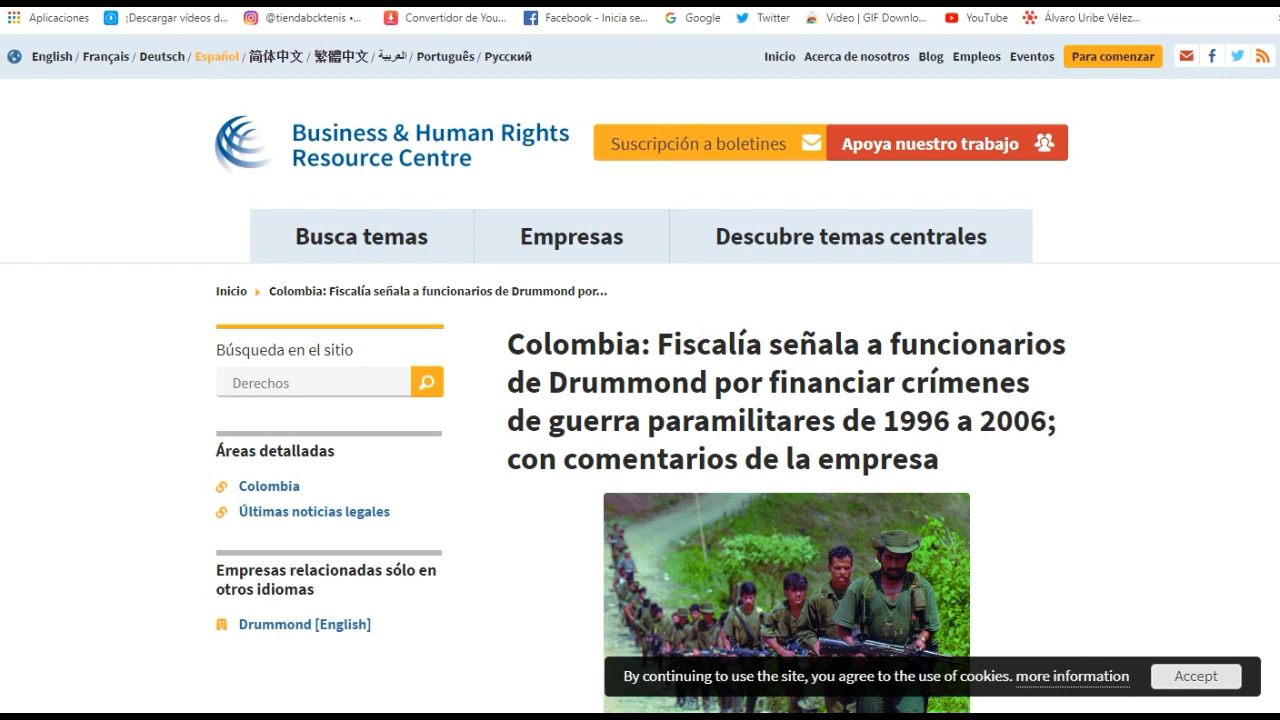 Aplicaciones ¡Descargar vídeos d... @tiendabcktenis •... Convertidor de You... Facebook - Inicia se... Google Twitter Video | GIF Downlo... YouTube Álvaro Uribe Vélez...
English / Français / Deutsch / Español / 简体中文 / 繁體中文 / العربية / Português / Русский Inicio Acerca de nosotros Blog Empleos Eventos Para comenzar
Business & Human Rights
Resource Centre
Suscripción a boletines Apoya nuestro trabajo
Busca temas Empresas Descubre temas centrales
Inicio Colombia: Fiscalía señala a funcionarios de Drummond por...
Búsqueda en el sitio
Derechos
Áreas detalladas
Colombia
Últimas noticias legales
Empresas relacionadas sólo en
otros idiomas
Drummond [English]
Colombia: Fiscalía señala a funcionarios
de Drummond por financiar crímenes
de guerra paramilitares de 1996 a 2006;
con comentarios de la empresa
By continuing to use the site, you agree to the use of cookies. more information Accept